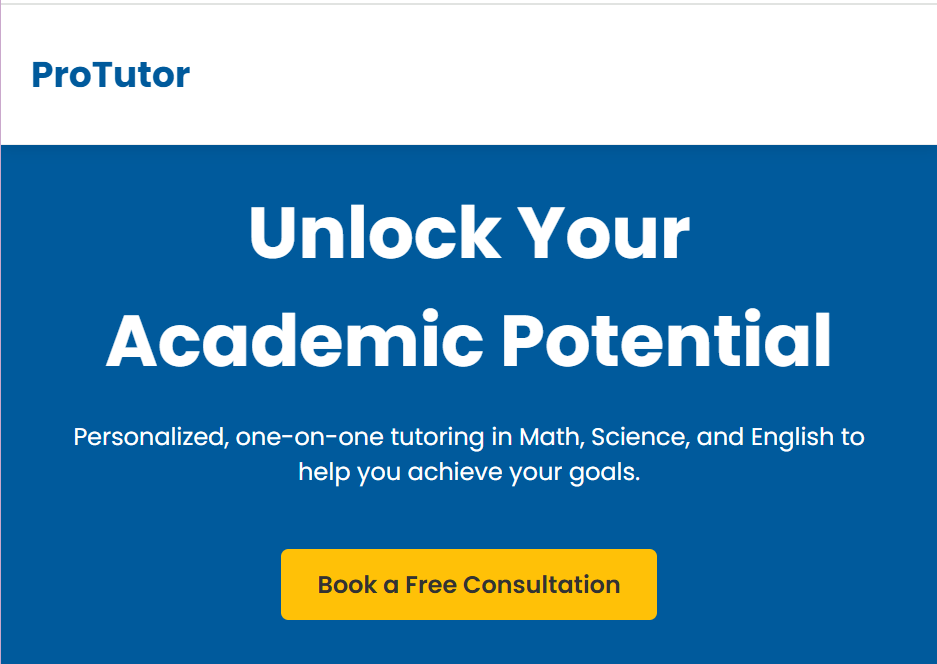 ProTutor
Unlock Your
Academic Potential
Personalized, one-on-one tutoring in Math, Science, and English to
help you achieve your goals.
Book a Free Consultation